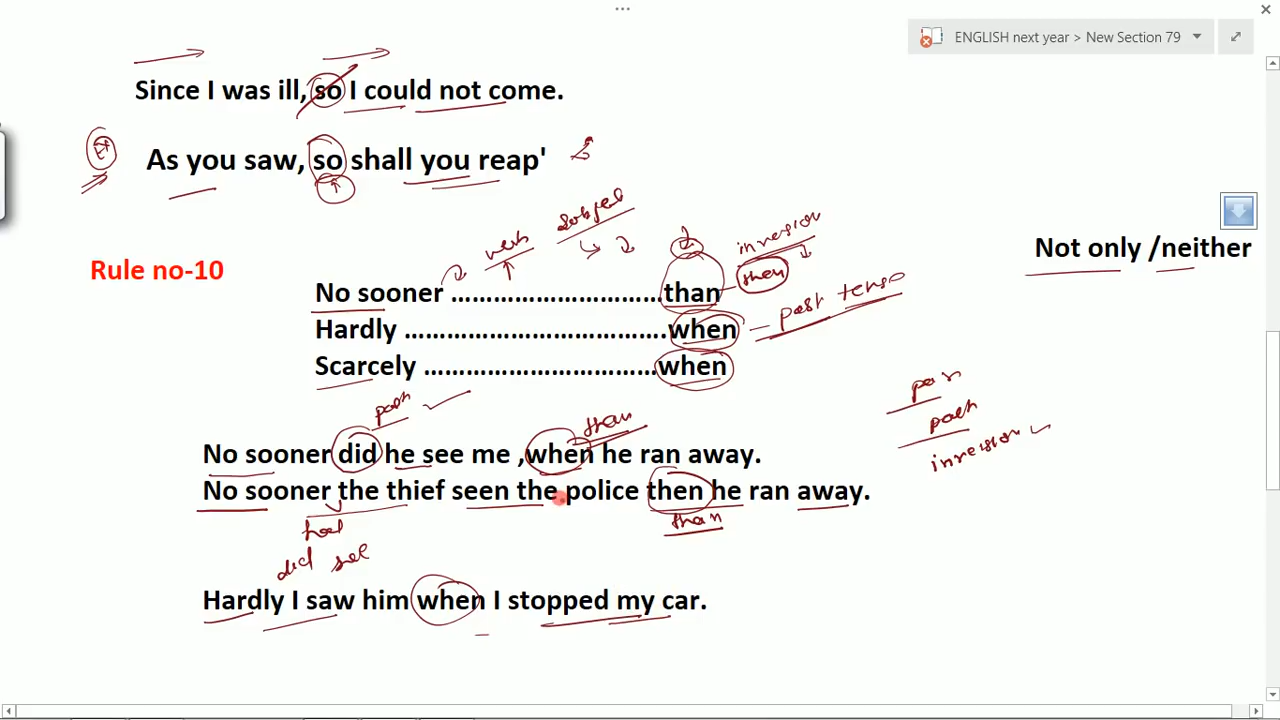 ENGLISH next year > New Section 79
Since I was ill, so I could not come.
As you saw, so shall you reap'
verb subject inversion
Not only /neither
Rule no-10
No sooner ................................than then
Hardly ........................................when past tense
Scarcely ...................................when
past
than
pair
past
inversion
No sooner did he see me ,when he ran away.
No sooner the thief seen the police then he ran away.
had
than
did see
Hardly I saw him when I stopped my car.